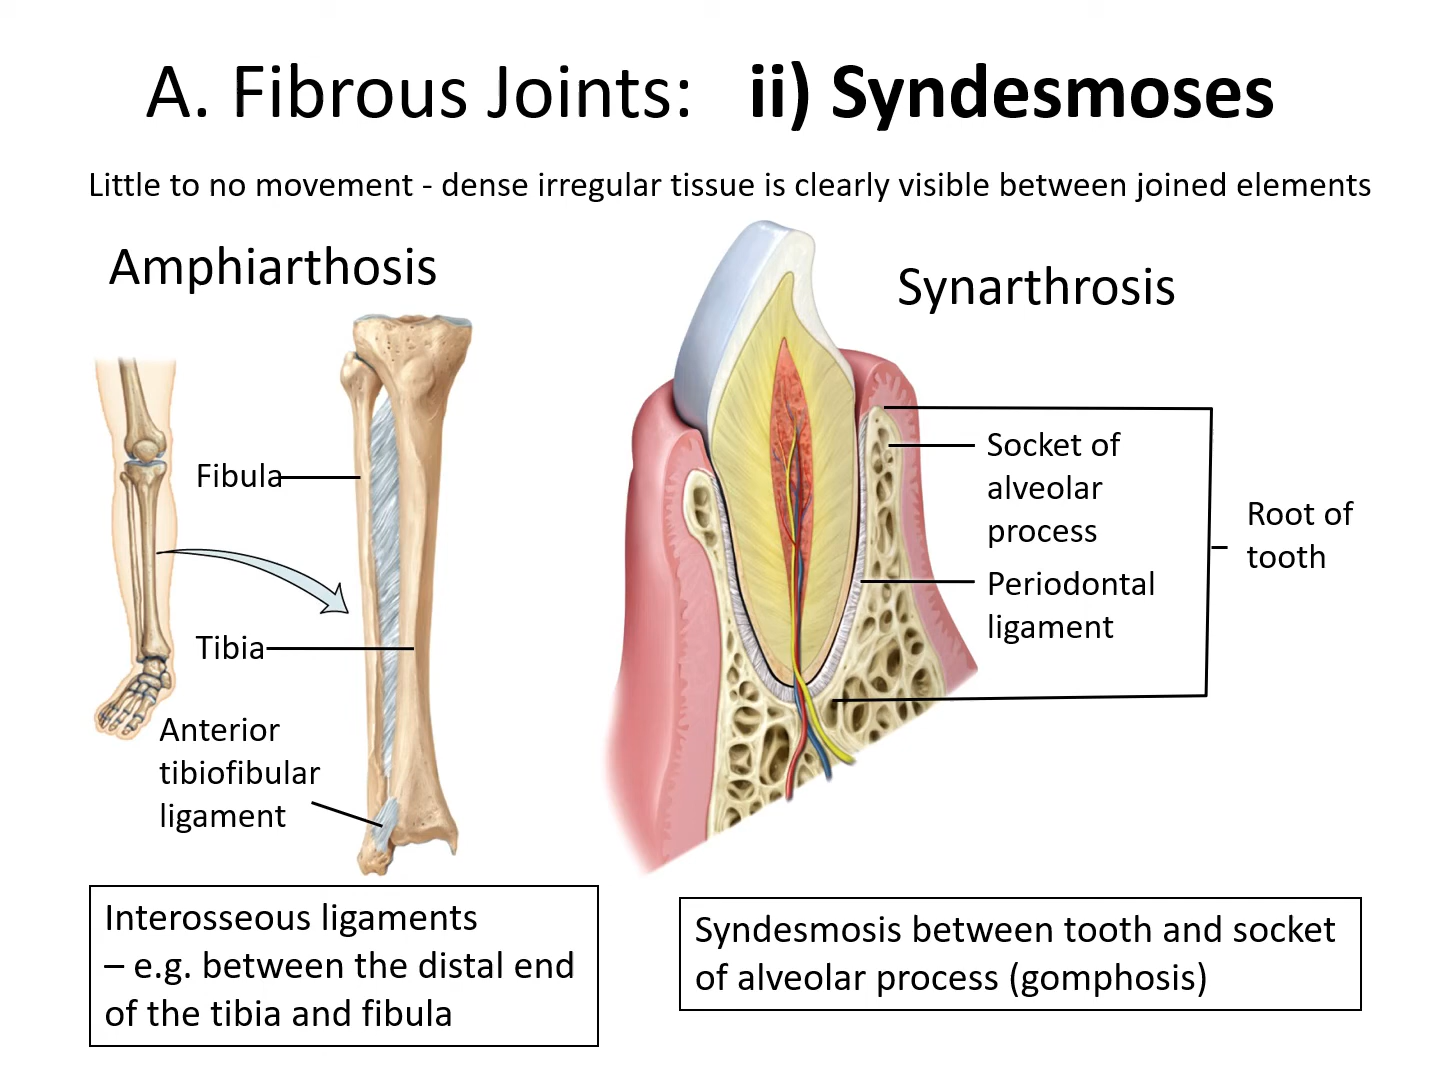 A. Fibrous Joints: ii) Syndesmoses
Little to no movement - dense irregular tissue is clearly visible between joined elements
Amphiarthosis
Synarthrosis
Fibula
Tibia
Anterior
tibiofibular
ligament
Socket of
alveolar
process
Periodontal
ligament
Root of
tooth
Interosseous ligaments
– e.g. between the distal end
of the tibia and fibula
Syndesmosis between tooth and socket
of alveolar process (gomphosis)